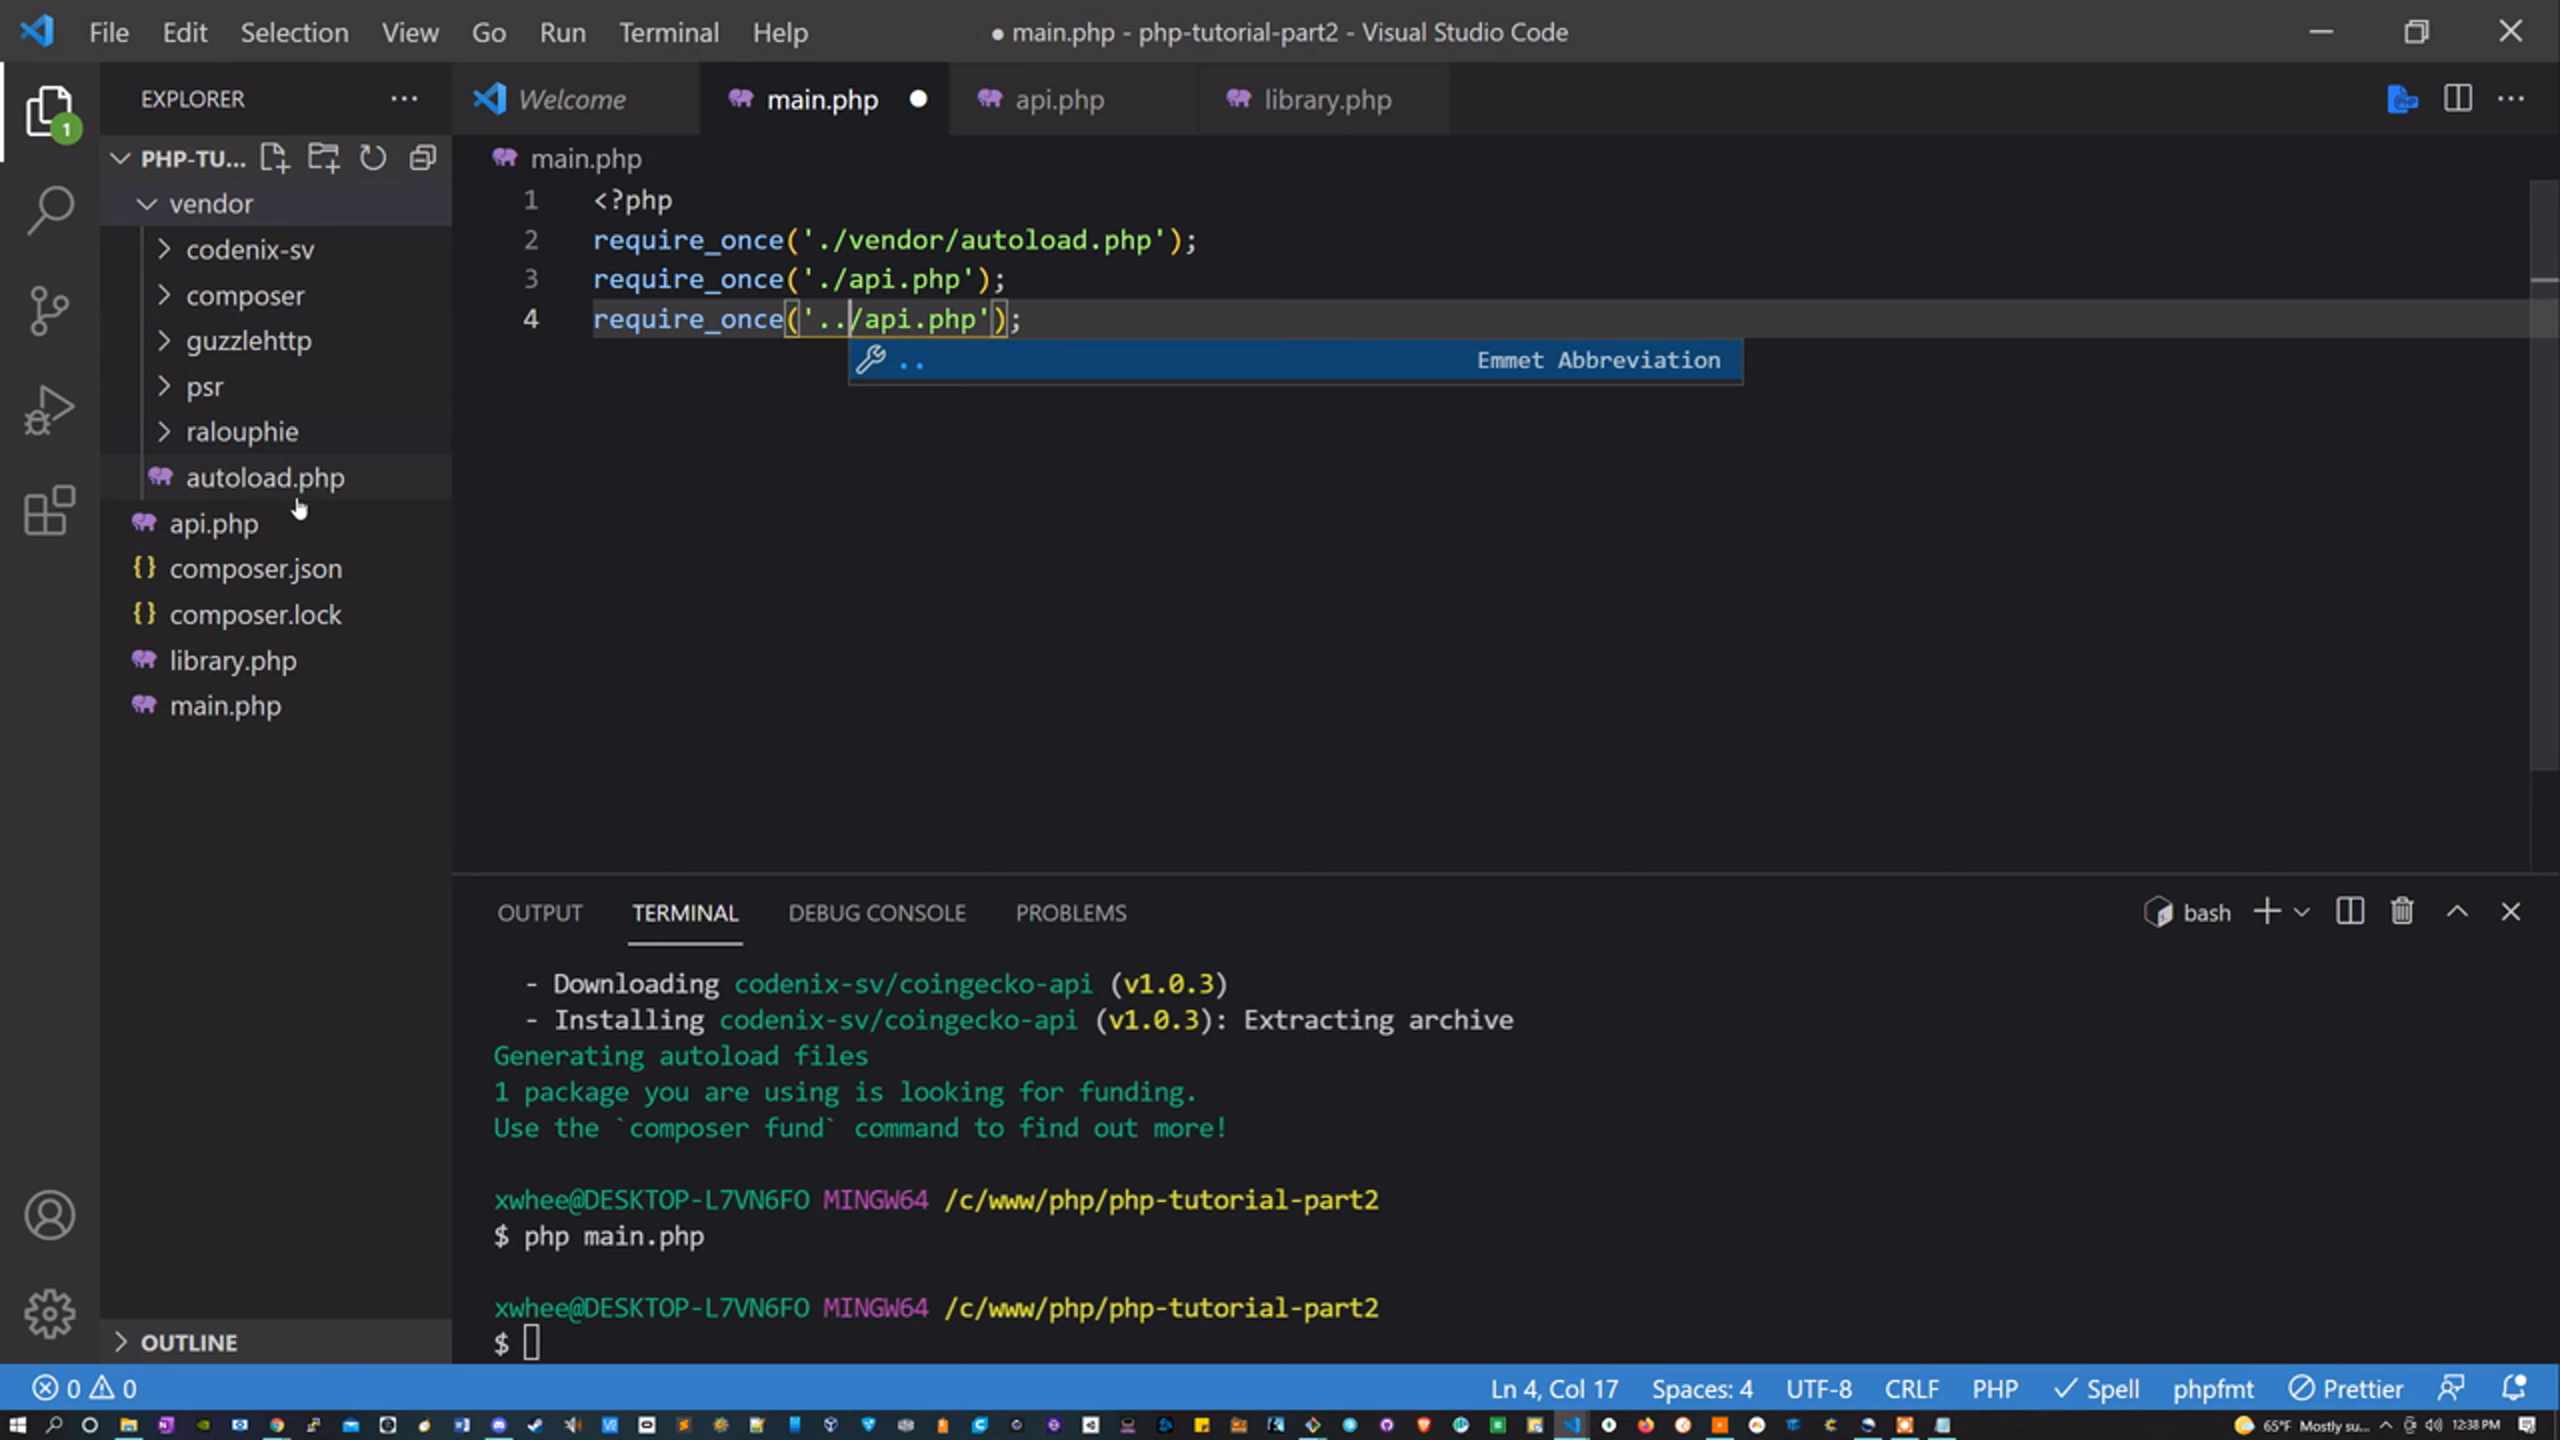 File Edit Selection View Go Run Terminal Help
● main.php - php-tutorial-part2 - Visual Studio Code
EXPLORER
Welcome
main.php
api.php
library.php
1
PHP-TU...
vendor
codenix-sv
composer
guzzlehttp
psr
ralouphie
autoload.php
api.php
composer.json
composer.lock
library.php
main.php
OUTLINE
main.php
1 <?php
2 require_once('./vendor/autoload.php');
3 require_once('./api.php');
4 require_once('../api.php');
.. Emmet Abbreviation
OUTPUT TERMINAL DEBUG CONSOLE PROBLEMS
bash
- Downloading codenix-sv/coingecko-api (v1.0.3)
- Installing codenix-sv/coingecko-api (v1.0.3): Extracting archive
Generating autoload files
1 package you are using is looking for funding.
Use the `composer fund` command to find out more!
xwhee@DESKTOP-L7VN6FO MINGW64 /c/www/php/php-tutorial-part2
$ php main.php
xwhee@DESKTOP-L7VN6FO MINGW64 /c/www/php/php-tutorial-part2
$
0 0
Ln 4, Col 17 Spaces: 4 UTF-8 CRLF PHP Spell phpfmt Prettier
65°F Mostly su... 12:38 PM